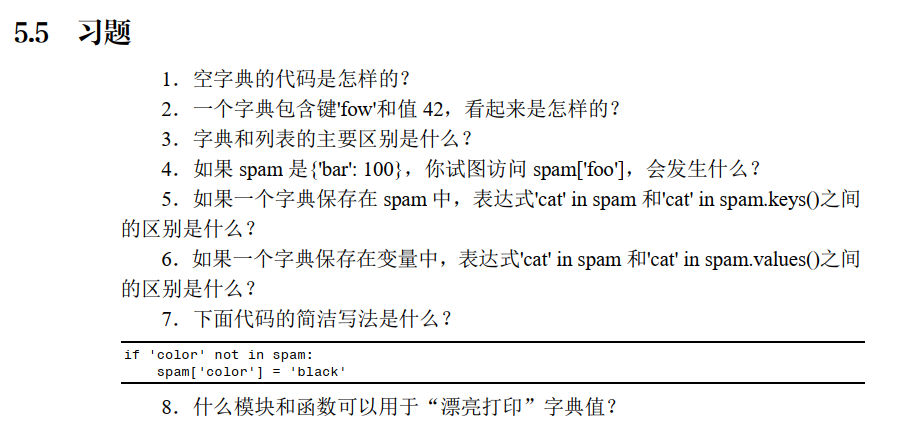 5.5 习题
1．空字典的代码是怎样的？
2．一个字典包含键'fow'和值 42，看起来是怎样的？
3．字典和列表的主要区别是什么？
4．如果 spam 是{'bar': 100}，你试图访问 spam['foo']，会发生什么？
5．如果一个字典保存在 spam 中，表达式'cat' in spam 和'cat' in spam.keys()之间
的区别是什么？
6．如果一个字典保存在变量中，表达式'cat' in spam 和'cat' in spam.values()之间
的区别是什么？
7．下面代码的简洁写法是什么？
if 'color' not in spam:
    spam['color'] = 'black'
8．什么模块和函数可以用于“漂亮打印”字典值？